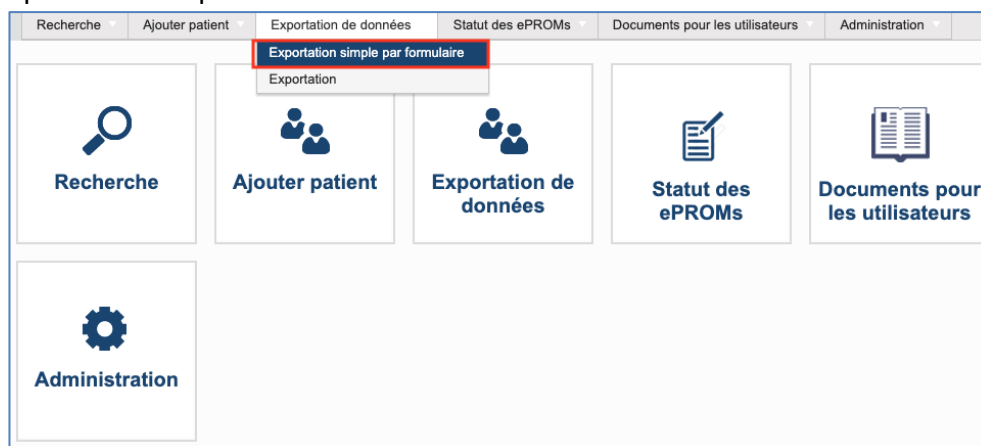 Recherche Ajouter patient Exportation de données Statut des ePROMs Documents pour les utilisateurs Administration
Exportation simple par formulaire
Exportation
Recherche
Ajouter patient
Exportation de
données
Statut des
ePROMs
Documents pour
les utilisateurs
Administration